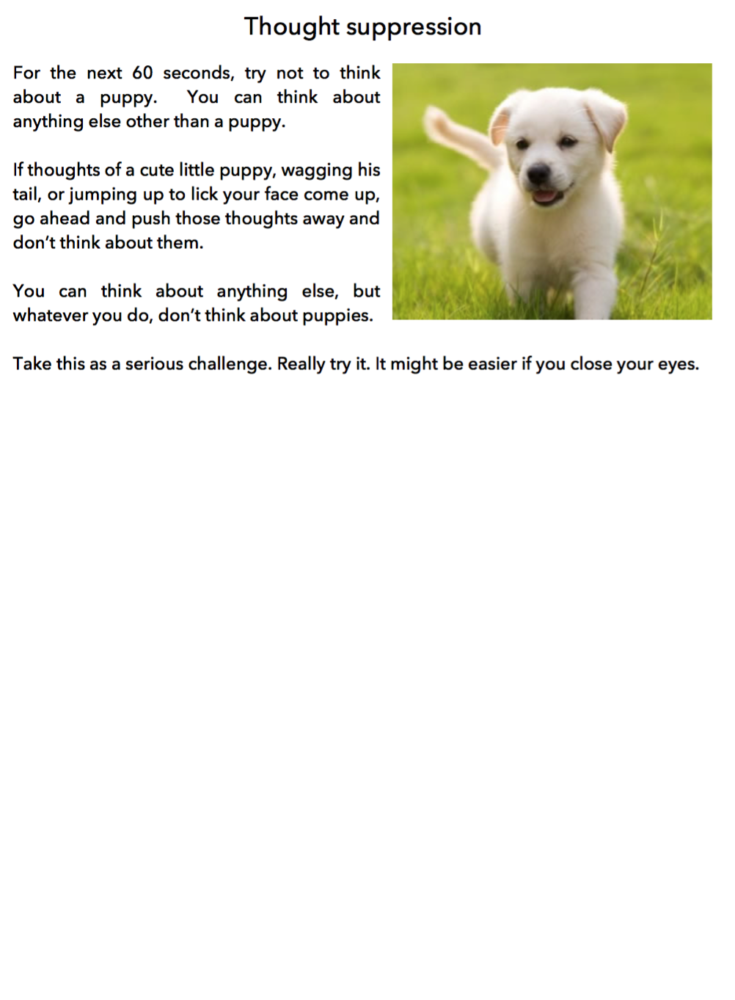 Thought suppression
For the next 60 seconds, try not to think
about a puppy. You can think about
anything else other than a puppy.
If thoughts of a cute little puppy, wagging his
tail, or jumping up to lick your face come up,
go ahead and push those thoughts away and
don't think about them.
You can think about anything else, but
whatever you do, don't think about puppies.
Take this as a serious challenge. Really try it. It might be easier if you close your eyes.